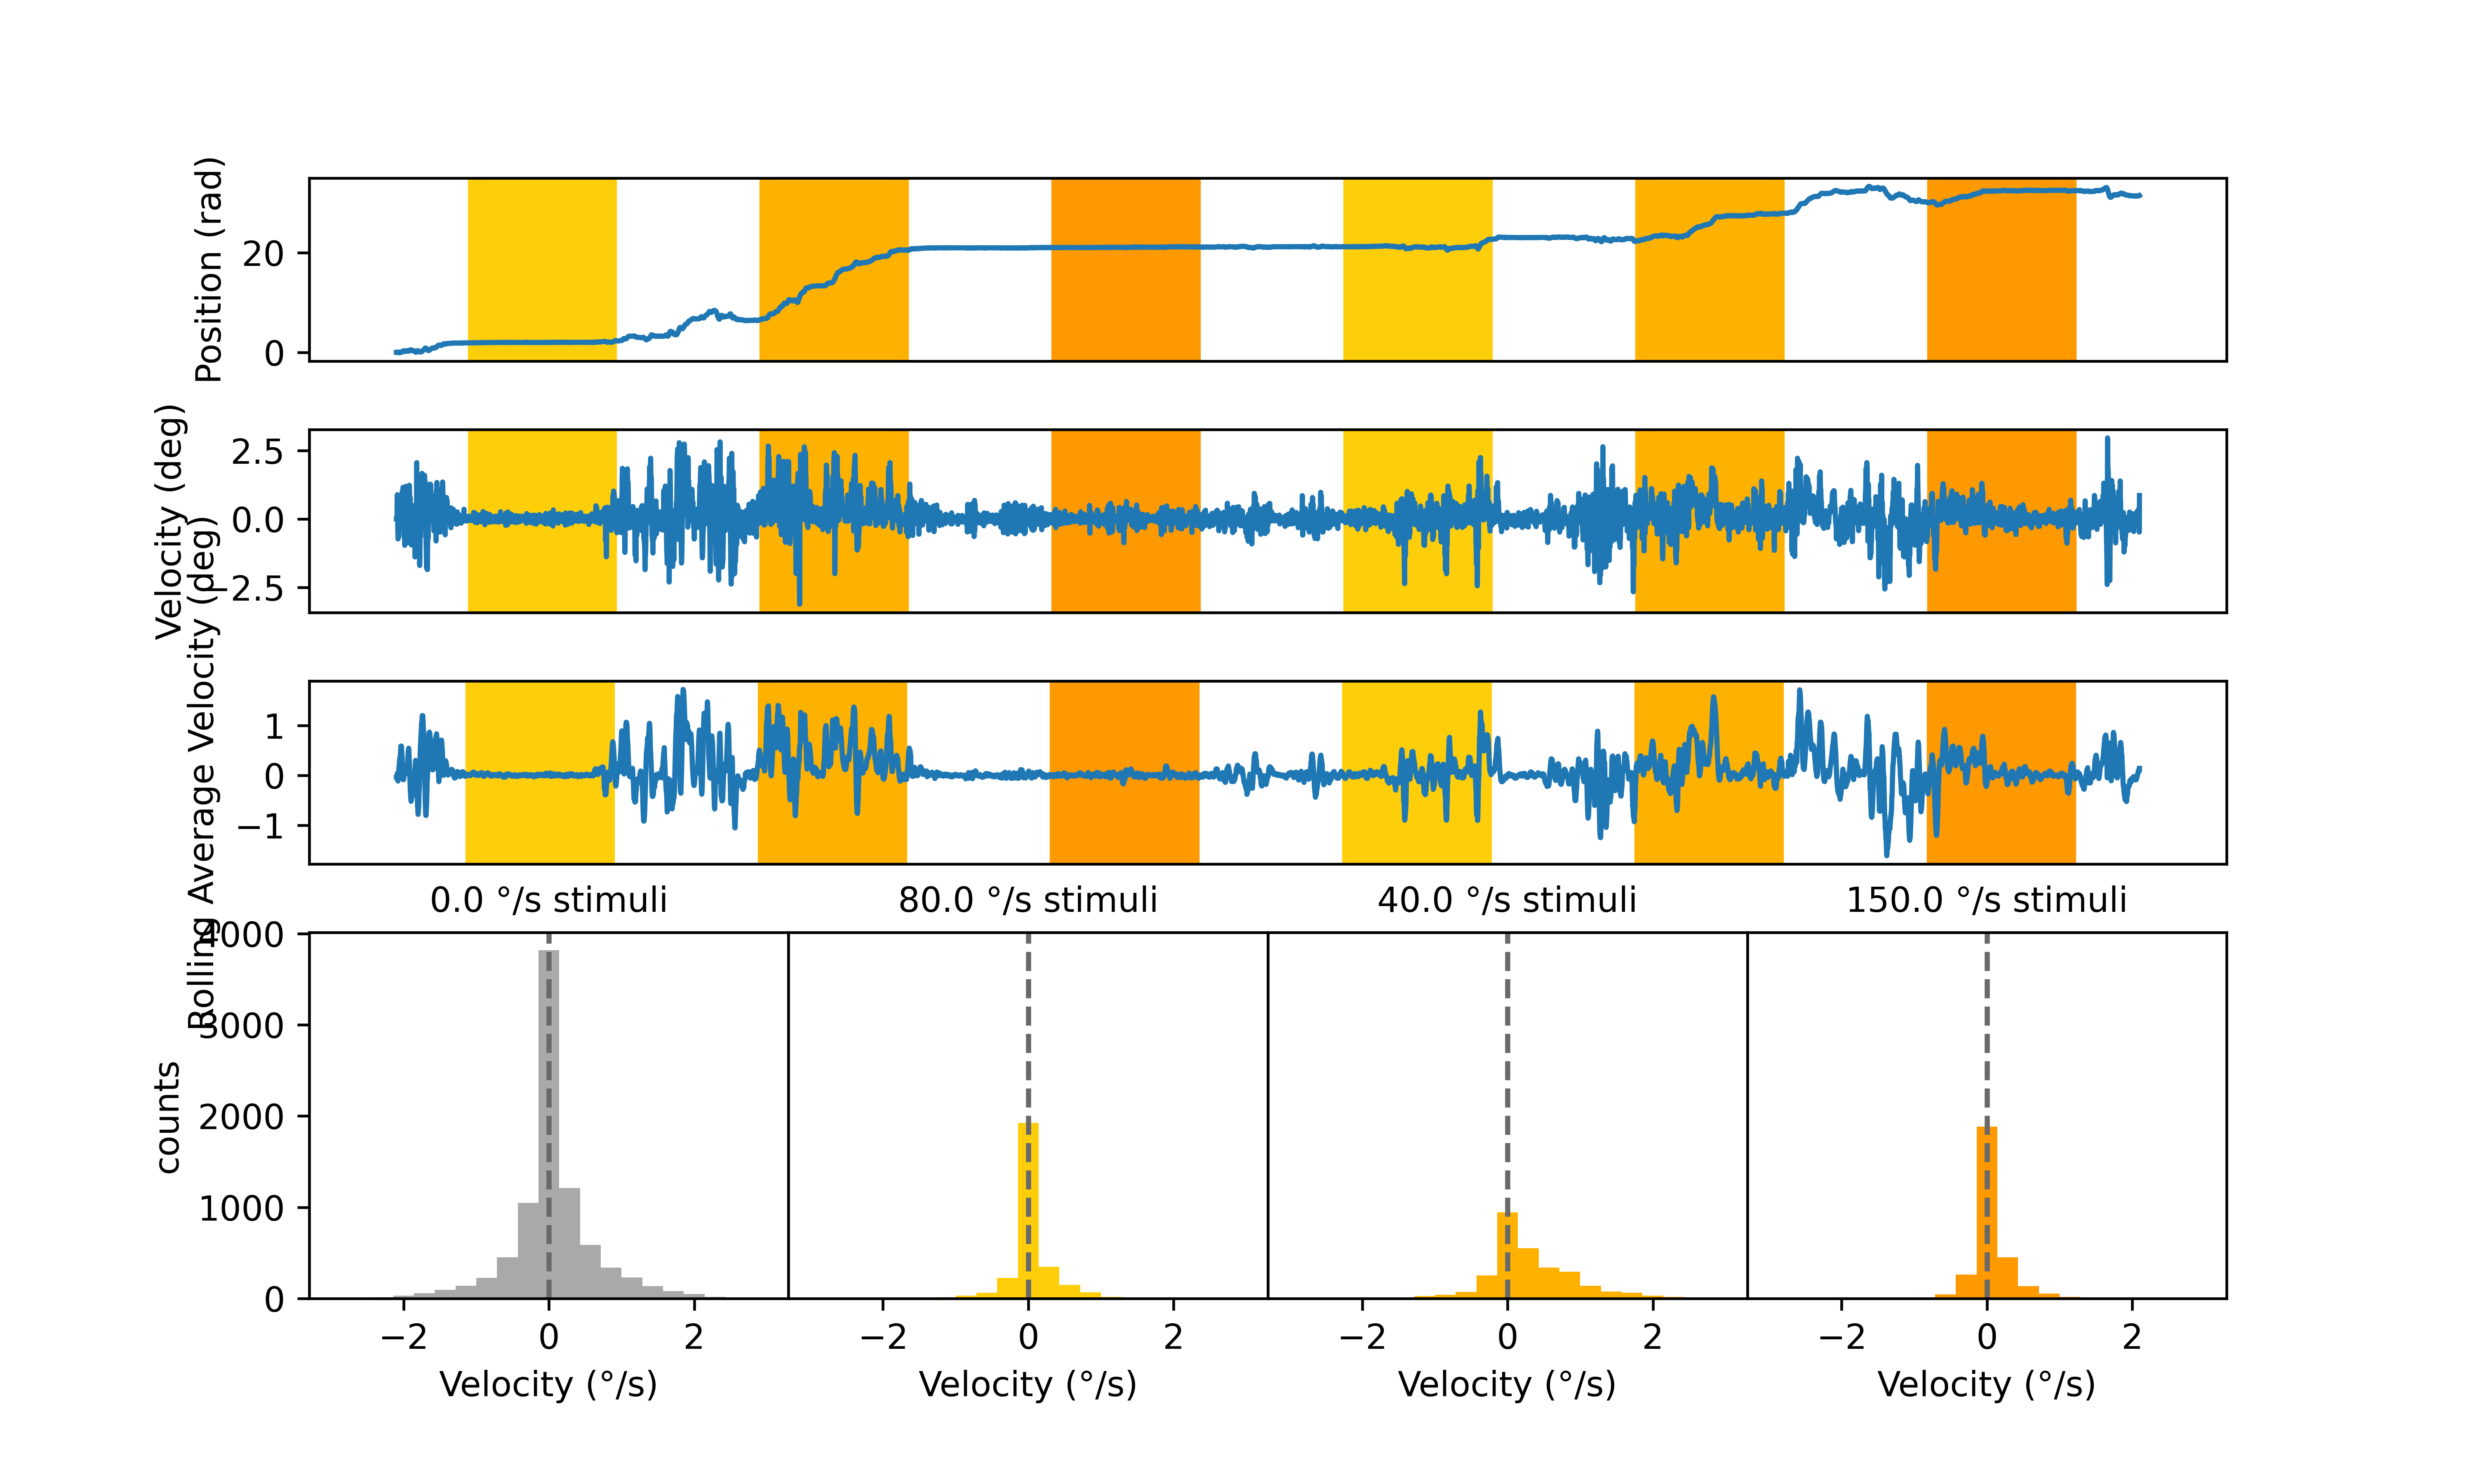 Position (rad)
20
0
Velocity (deg)
2.5
0.0
2.5
Rolling Average Velocity (deg)
1
0
−1
0.0 °/s stimuli
80.0 °/s stimuli
40.0 °/s stimuli
150.0 °/s stimuli
counts
4000
3000
2000
1000
0
−2 0 2
−2 0 2
−2 0 2
−2 0 2
Velocity (°/s)
Velocity (°/s)
Velocity (°/s)
Velocity (°/s)